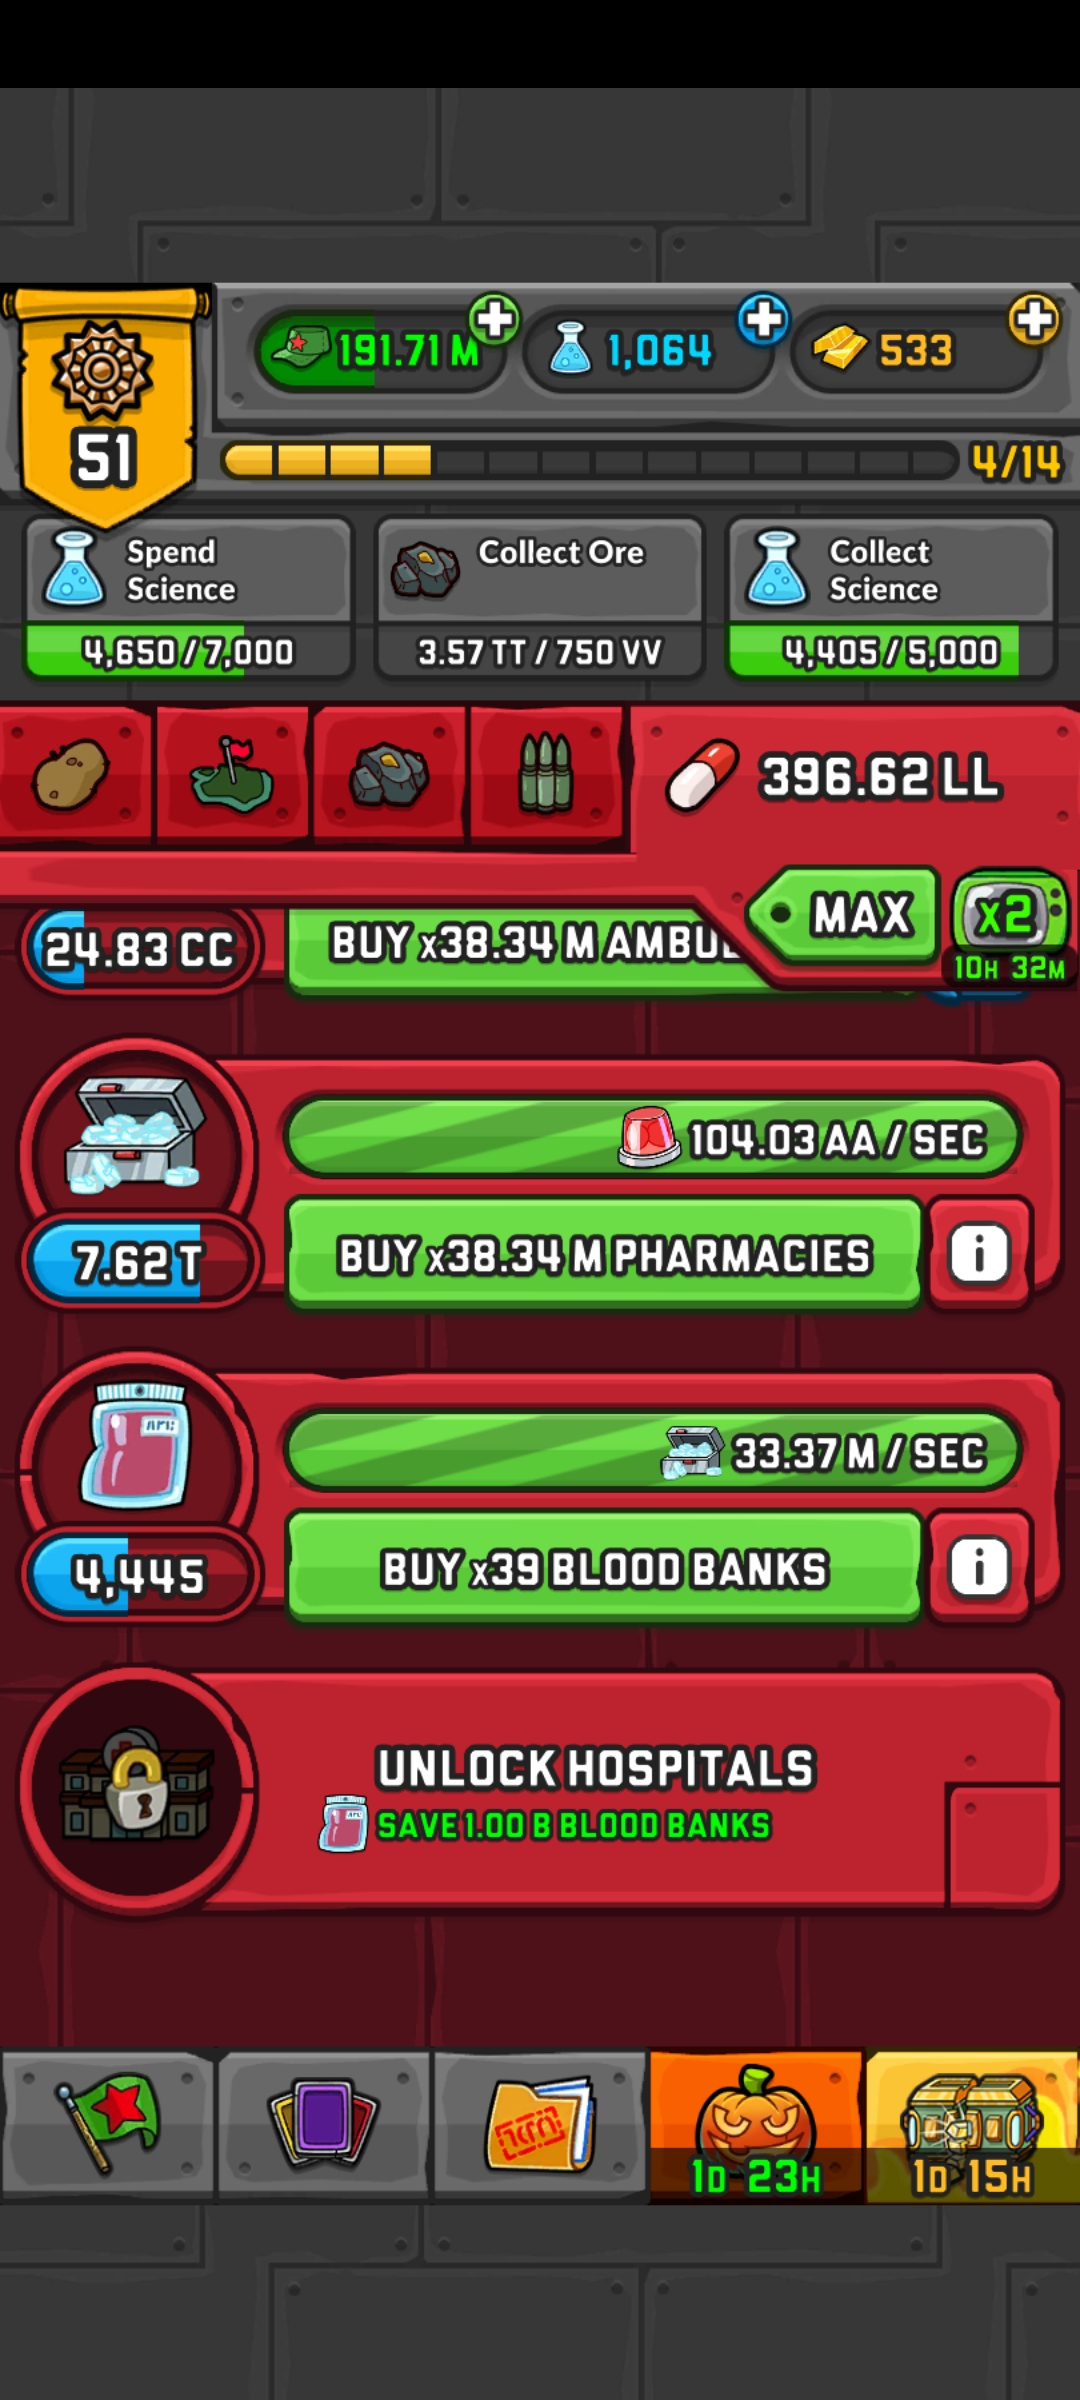 191.71 M
1,064
533
51
4/14
Spend
Science
4,650/7,000
Collect Ore
3.57 TT / 750 VV
Collect
Science
4,405/5,000
396.62 LL
MAX
x2
10H 32M
24.83 CC
BUY x38.34 M AMBUL
104.03 AA / SEC
7.62 T
BUY x38.34 M PHARMACIES
i
33.37 M / SEC
4,445
BUY x39 BLOOD BANKS
i
UNLOCK HOSPITALS
SAVE 1.00 B BLOOD BANKS
1D 23H
1D 15H